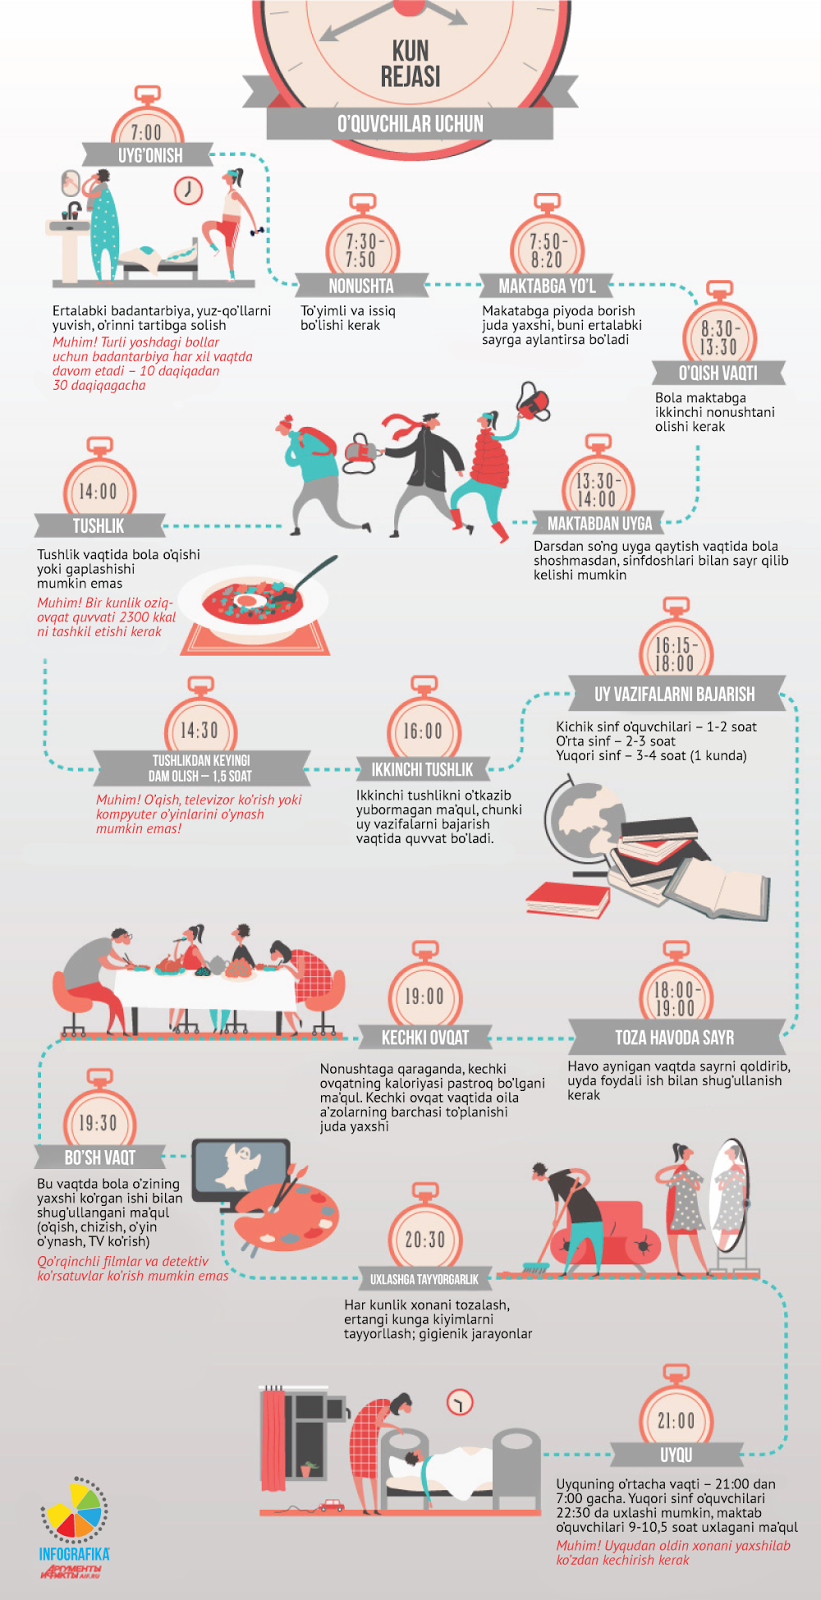 KUN
REJASI
O'QUVCHILAR UCHUN
7:00
UYG'ONISH
Ertalabki badantarbiya, yuz-qo'llarni
yuvish, o'rinni tartibga solish
Muhim! Turli yoshdagi bollar
uchun badantarbiya har xil vaqtda
davom etadi – 10 daqiqadan
30 daqiqagacha
7:30-
7:50
NONUSHTA
To'yimli va issiq
bo'lishi kerak
7:50-
8:20
MAKTABGA YO'L
Makatabga piyoda borish
juda yaxshi, buni ertalabki
sayrga aylantirsa bo'ladi
8:30-
13:30
O'QISH VAQTI
Bola maktabga
ikkinchi nonushtani
olishi kerak
13:30-
14:00
MAKTABDAN UYGA
Darsdan so'ng uyga qaytish vaqtida bola
shoshmasdan, sinfdoshlari bilan sayr qilib
kelishi mumkin
14:00
TUSHLIK
Tushlik vaqtida bola o'qishi
yoki gaplashishi
mumkin emas
Muhim! Bir kunlik oziq-
ovqat quvvati 2300 kkal
ni tashkil etishi kerak
14:30
TUSHLIKDAN KEYINGI
DAM OLISH – 1,5 SOAT
Muhim! O'qish, televizor ko'rish yoki
kompyuter o'yinlarini o'ynash
mumkin emas!
16:00
IKKINCHI TUSHLIK
Ikkinchi tushlikni o'tkazib
yubormagan ma'qul, chunki
uy vazifalarni bajarish
vaqtida quvvat bo'ladi.
16:15-
18:00
UY VAZIFALARNI BAJARISH
Kichik sinf o'quvchilari – 1-2 soat
O'rta sinf – 2-3 soat
Yuqori sinf – 3-4 soat (1 kunda)
18:00-
19:00
TOZA HAVODA SAYR
Havo aynigan vaqtda sayrni qoldirib,
uyda foydali ish bilan shug'ullanish
kerak
19:00
KECHKI OVQAT
Nonushtaga qaraganda, kechki
ovqatning kaloriyasi pastroq bo'lgani
ma'qul. Kechki ovqat vaqtida oila
a'zolarning barchasi to'planishi
juda yaxshi
19:30
BO'SH VAQT
Bu vaqtda bola o'zining
yaxshi ko'rgan ishi bilan
shug'ullangani ma'qul
(o'qish, chizish, o'yin
o'ynash, TV ko'rish)
Qo'rqinchli filmlar va detektiv
ko'rsatuvlar ko'rish mumkin emas
20:30
UXLASHGA TAYYORGARLIK
Har kunlik xonani tozalash,
ertangi kunga kiyimlarni
tayyorllash; gigienik jarayonlar
21:00
UYQU
Uyquning o'rtacha vaqti – 21:00 dan
7:00 gacha. Yuqori sinf o'quvchilari
22:30 da uxlashi mumkin, maktab
o'quvchilari 9-10,5 soat uxlagani ma'qul
Muhim! Uyqudan oldin xonani yaxshilab
ko'zdan kechirish kerak
INFOGRAFIKA
АРГУМЕНТЫ
И ФАКТЫ AIF.RU